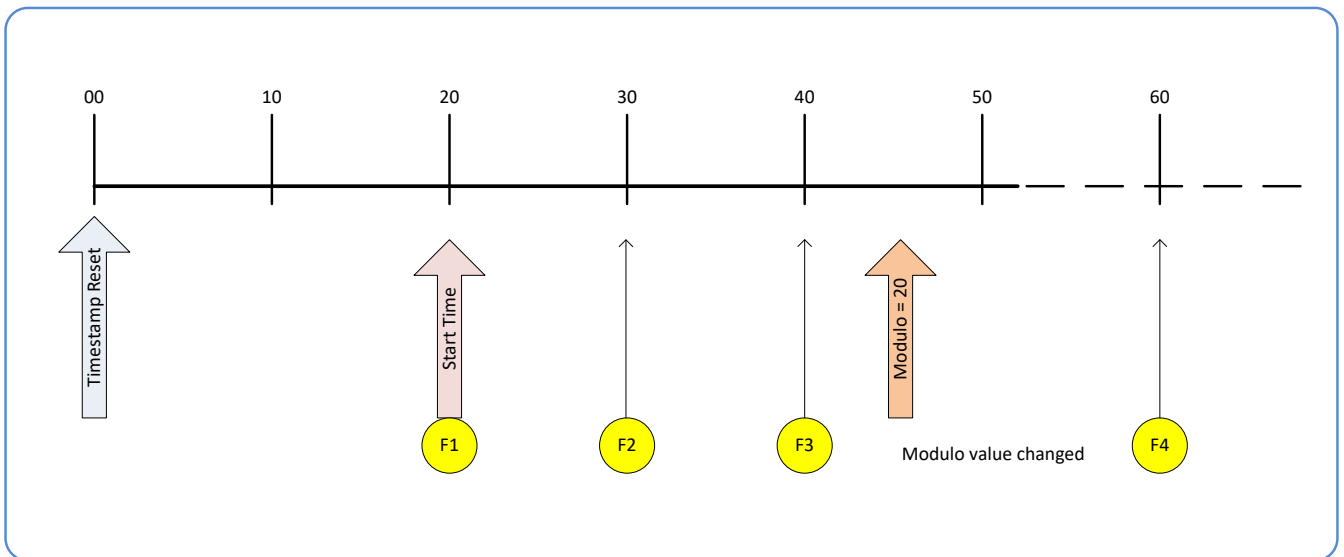 00 10 20 30 40 50 60
Timestamp Reset
Start Time
Modulo = 20
F1 F2 F3 Modulo value changed F4